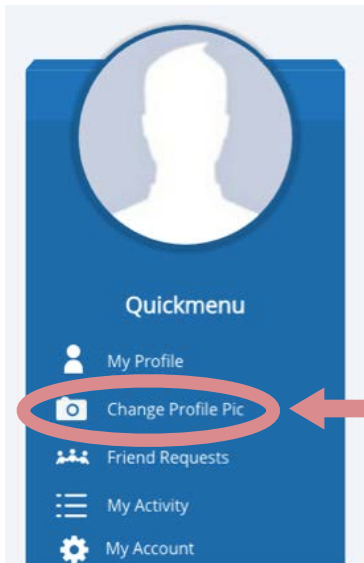 Quickmenu
My Profile
Change Profile Pic
Friend Requests
My Activity
My Account